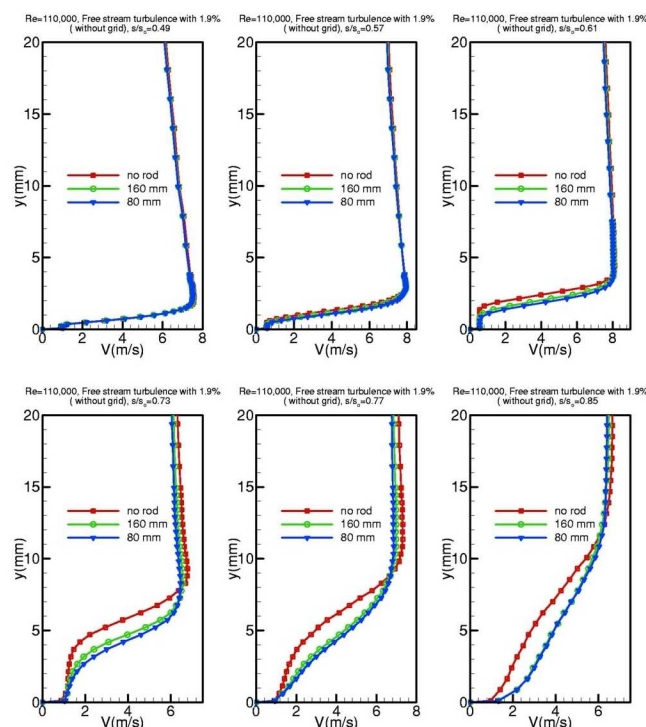 Re=110,000, Free stream turbulence with 1.9%
( without grid), s/s₀=0.49
20
15
10
5
0
y(mm)
no rod
160 mm
80 mm
0 2 4 6 8
V(m/s)
Re=110,000, Free stream turbulence with 1.9%
( without grid), s/s₀=0.57
20
15
10
5
0
y(mm)
no rod
160 mm
80 mm
0 2 4 6 8
V(m/s)
Re=110,000, Free stream turbulence with 1.9%
( without grid), s/s₀=0.61
20
15
10
5
0
y(mm)
no rod
160 mm
80 mm
0 2 4 6 8
V(m/s)
Re=110,000, Free stream turbulence with 1.9%
( without grid), s/s₀=0.73
20
15
10
5
0
y(mm)
no rod
160 mm
80 mm
0 2 4 6
V(m/s)
Re=110,000, Free stream turbulence with 1.9%
( without grid), s/s₀=0.77
20
15
10
5
0
y(mm)
no rod
160 mm
80 mm
0 2 4 6
V(m/s)
Re=110,000, Free stream turbulence with 1.9%
( without grid), s/s₀=0.85
20
15
10
5
0
y(mm)
no rod
160 mm
80 mm
0 2 4 6
V(m/s)